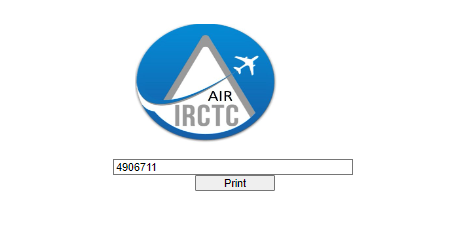 AIR
IRCTC
4906711
Print